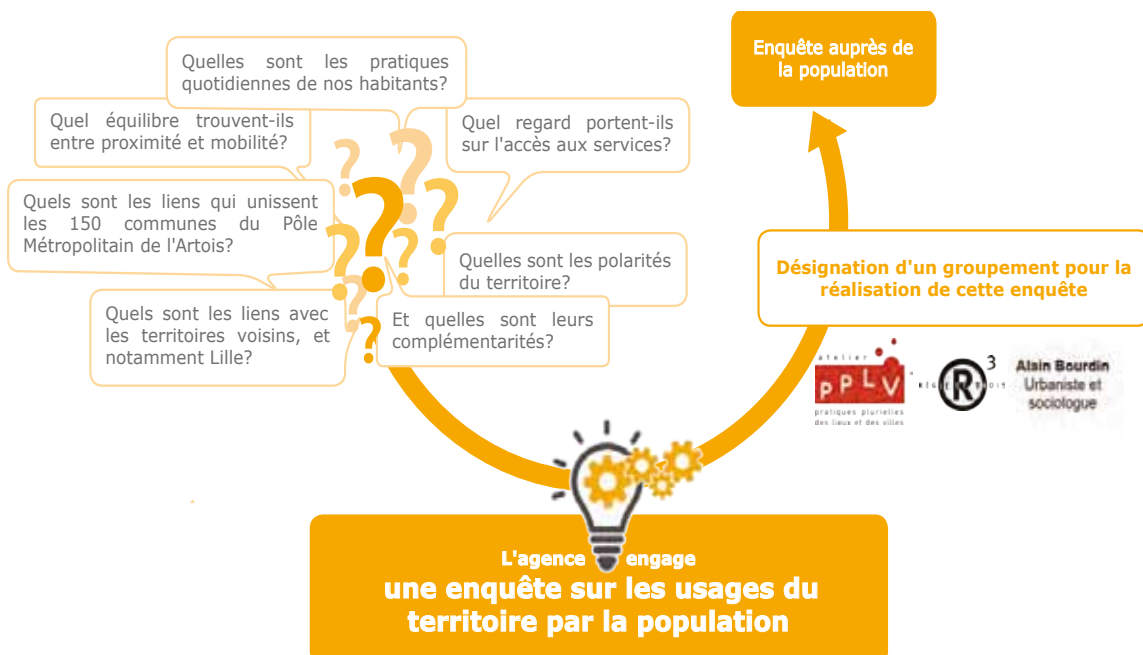 Quelles sont les pratiques
quotidiennes de nos habitants?
Quel équilibre trouvent-ils
entre proximité et mobilité?
Quel regard portent-ils
sur l'accès aux services?
Quels sont les liens qui unissent
les 150 communes du Pôle
Métropolitain de l'Artois?
Quelles sont les polarités
du territoire?
Quels sont les liens avec
les territoires voisins, et
notamment Lille?
Et quelles sont leurs
complémentarités?
Enquête auprès de
la population
Désignation d'un groupement pour la
réalisation de cette enquête
atelier
PPLV
pratiques plurielles
des lieux et des villes
R 3
Alain Bourdin
Urbaniste et
sociologue
L'agence engage
une enquête sur les usages du
territoire par la population